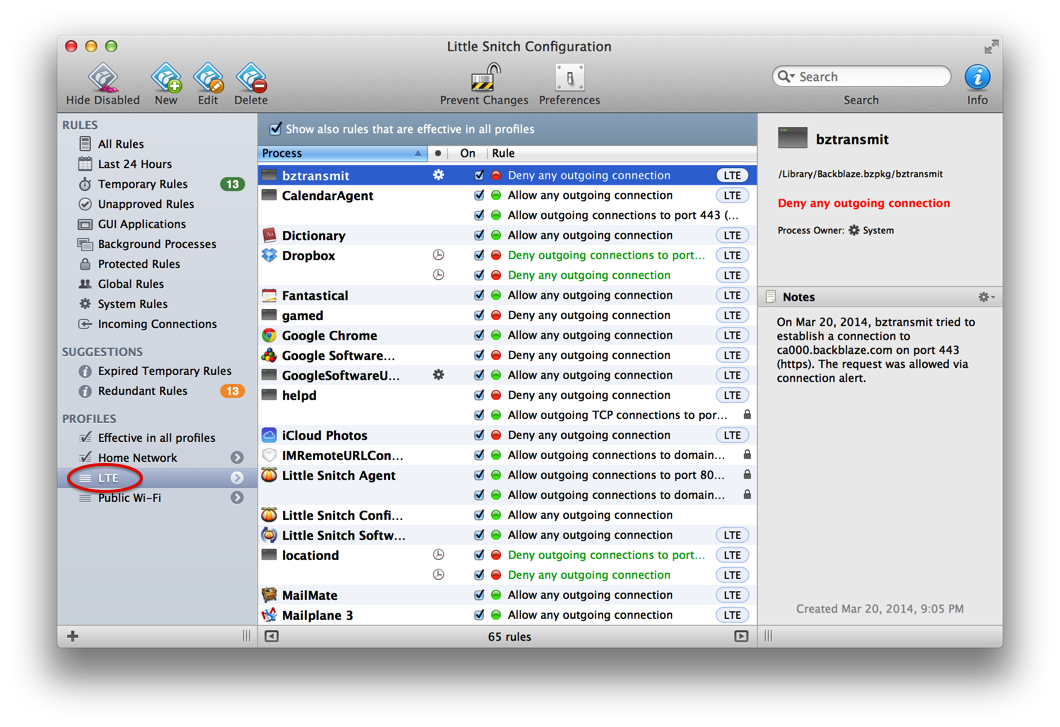 Little Snitch Configuration
Hide Disabled New Edit Delete Prevent Changes Preferences Search Info
Search
RULES
All Rules
Last 24 Hours
Temporary Rules 13
Unapproved Rules
GUI Applications
Background Processes
Protected Rules
Global Rules
System Rules
Incoming Connections
SUGGESTIONS
Expired Temporary Rules
Redundant Rules 13
PROFILES
Effective in all profiles
Home Network
LTE
Public Wi-Fi
Show also rules that are effective in all profiles
Process On Rule
bztransmit Deny any outgoing connection LTE
CalendarAgent Allow any outgoing connection LTE
Allow outgoing connections to port 443 (...
Dictionary Allow any outgoing connection LTE
Dropbox Deny outgoing connections to port... LTE
Deny any outgoing connection LTE
Fantastical Allow any outgoing connection LTE
gamed Deny any outgoing connection LTE
Google Chrome Allow any outgoing connection LTE
Google Software... Deny any outgoing connection LTE
GoogleSoftwareU... Allow any outgoing connection LTE
helpd Deny any outgoing connection LTE
Allow outgoing TCP connections to por...
iCloud Photos Deny any outgoing connection LTE
IMRemoteURLCon... Allow outgoing connections to domain...
Little Snitch Agent Allow outgoing connections to port 80...
Allow outgoing connections to domain...
Little Snitch Confi... Allow any outgoing connection
Little Snitch Softw... Allow any outgoing connection LTE
locationd Deny outgoing connections to port... LTE
Deny any outgoing connection LTE
MailMate Allow any outgoing connection LTE
Mailplane 3 Allow any outgoing connection LTE
65 rules
bztransmit
/Library/Backblaze.bzpkg/bztransmit
Deny any outgoing connection
Process Owner: System
Notes
On Mar 20, 2014, bztransmit tried to
establish a connection to
ca000.backblaze.com on port 443
(https). The request was allowed via
connection alert.
Created Mar 20, 2014, 9:05 PM